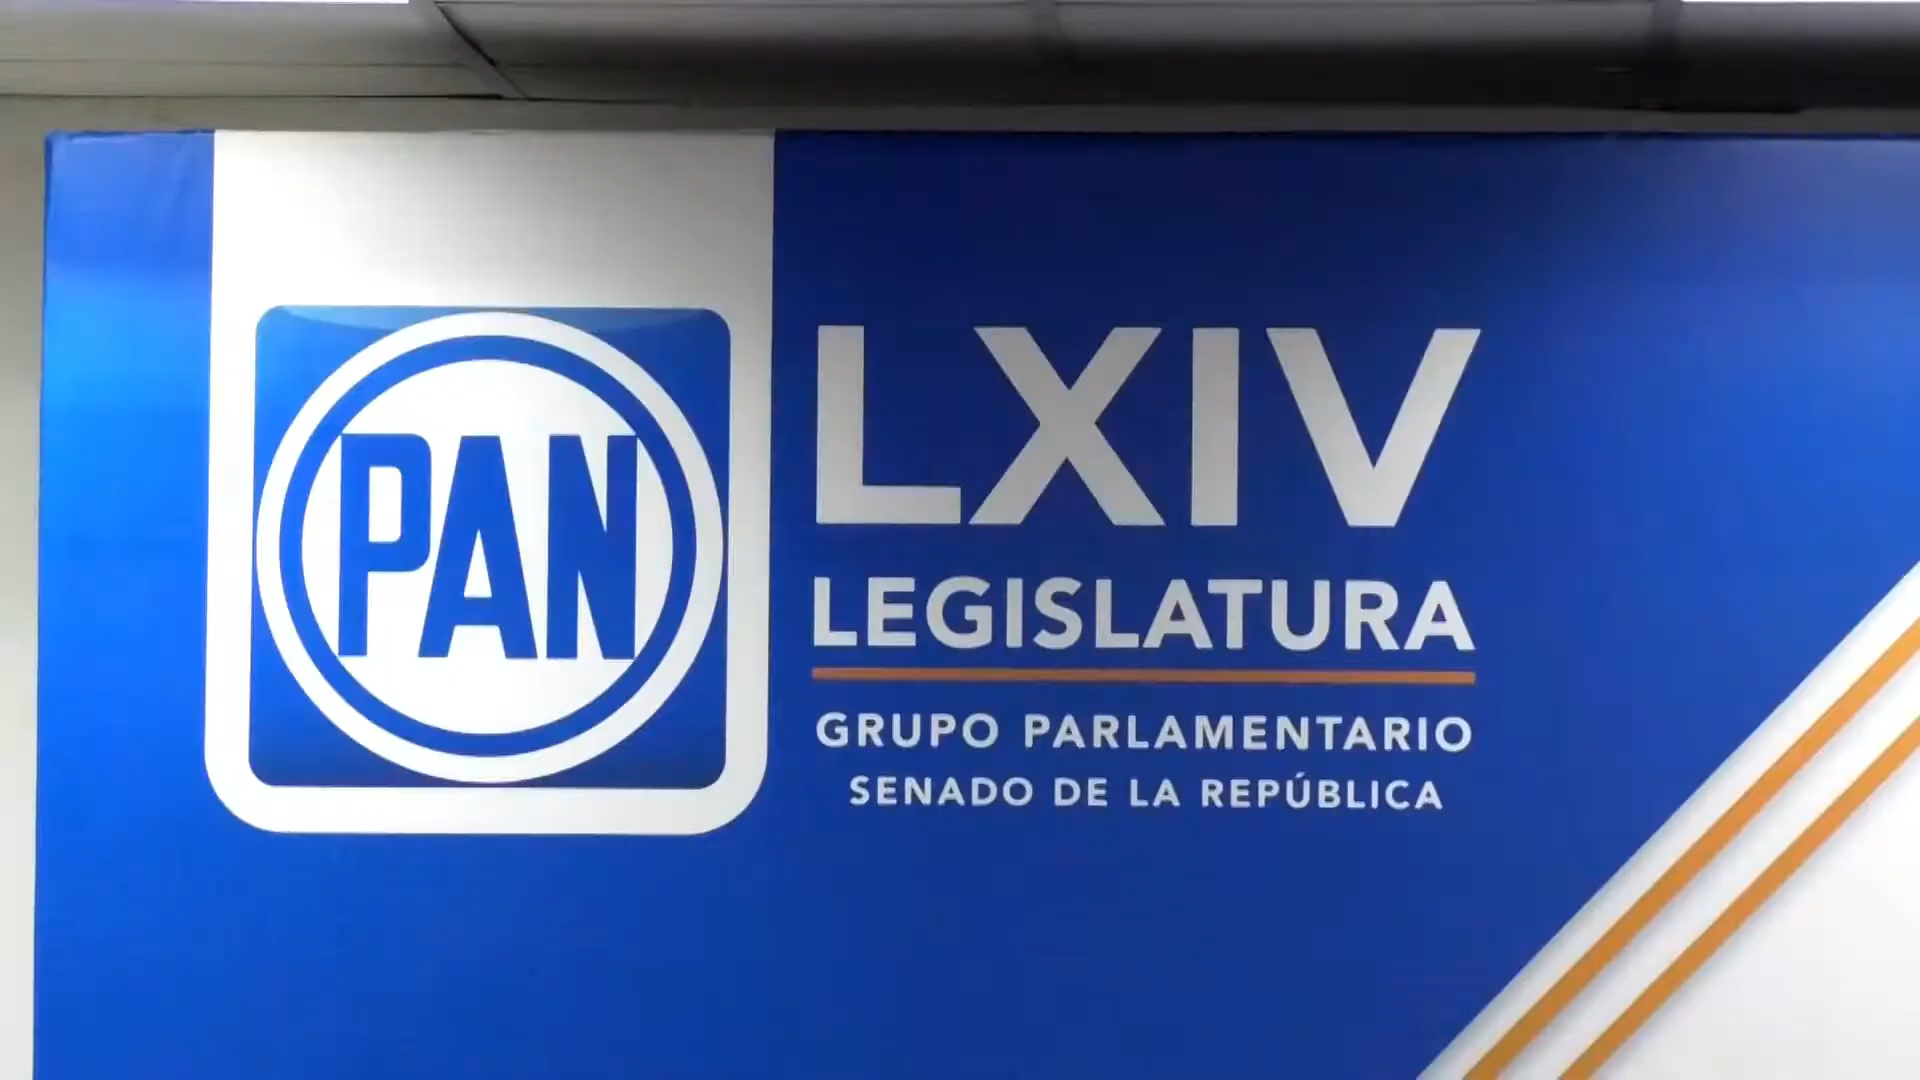 PAN
LXIV
LEGISLATURA
GRUPO PARLAMENTARIO
SENADO DE LA REPÚBLICA